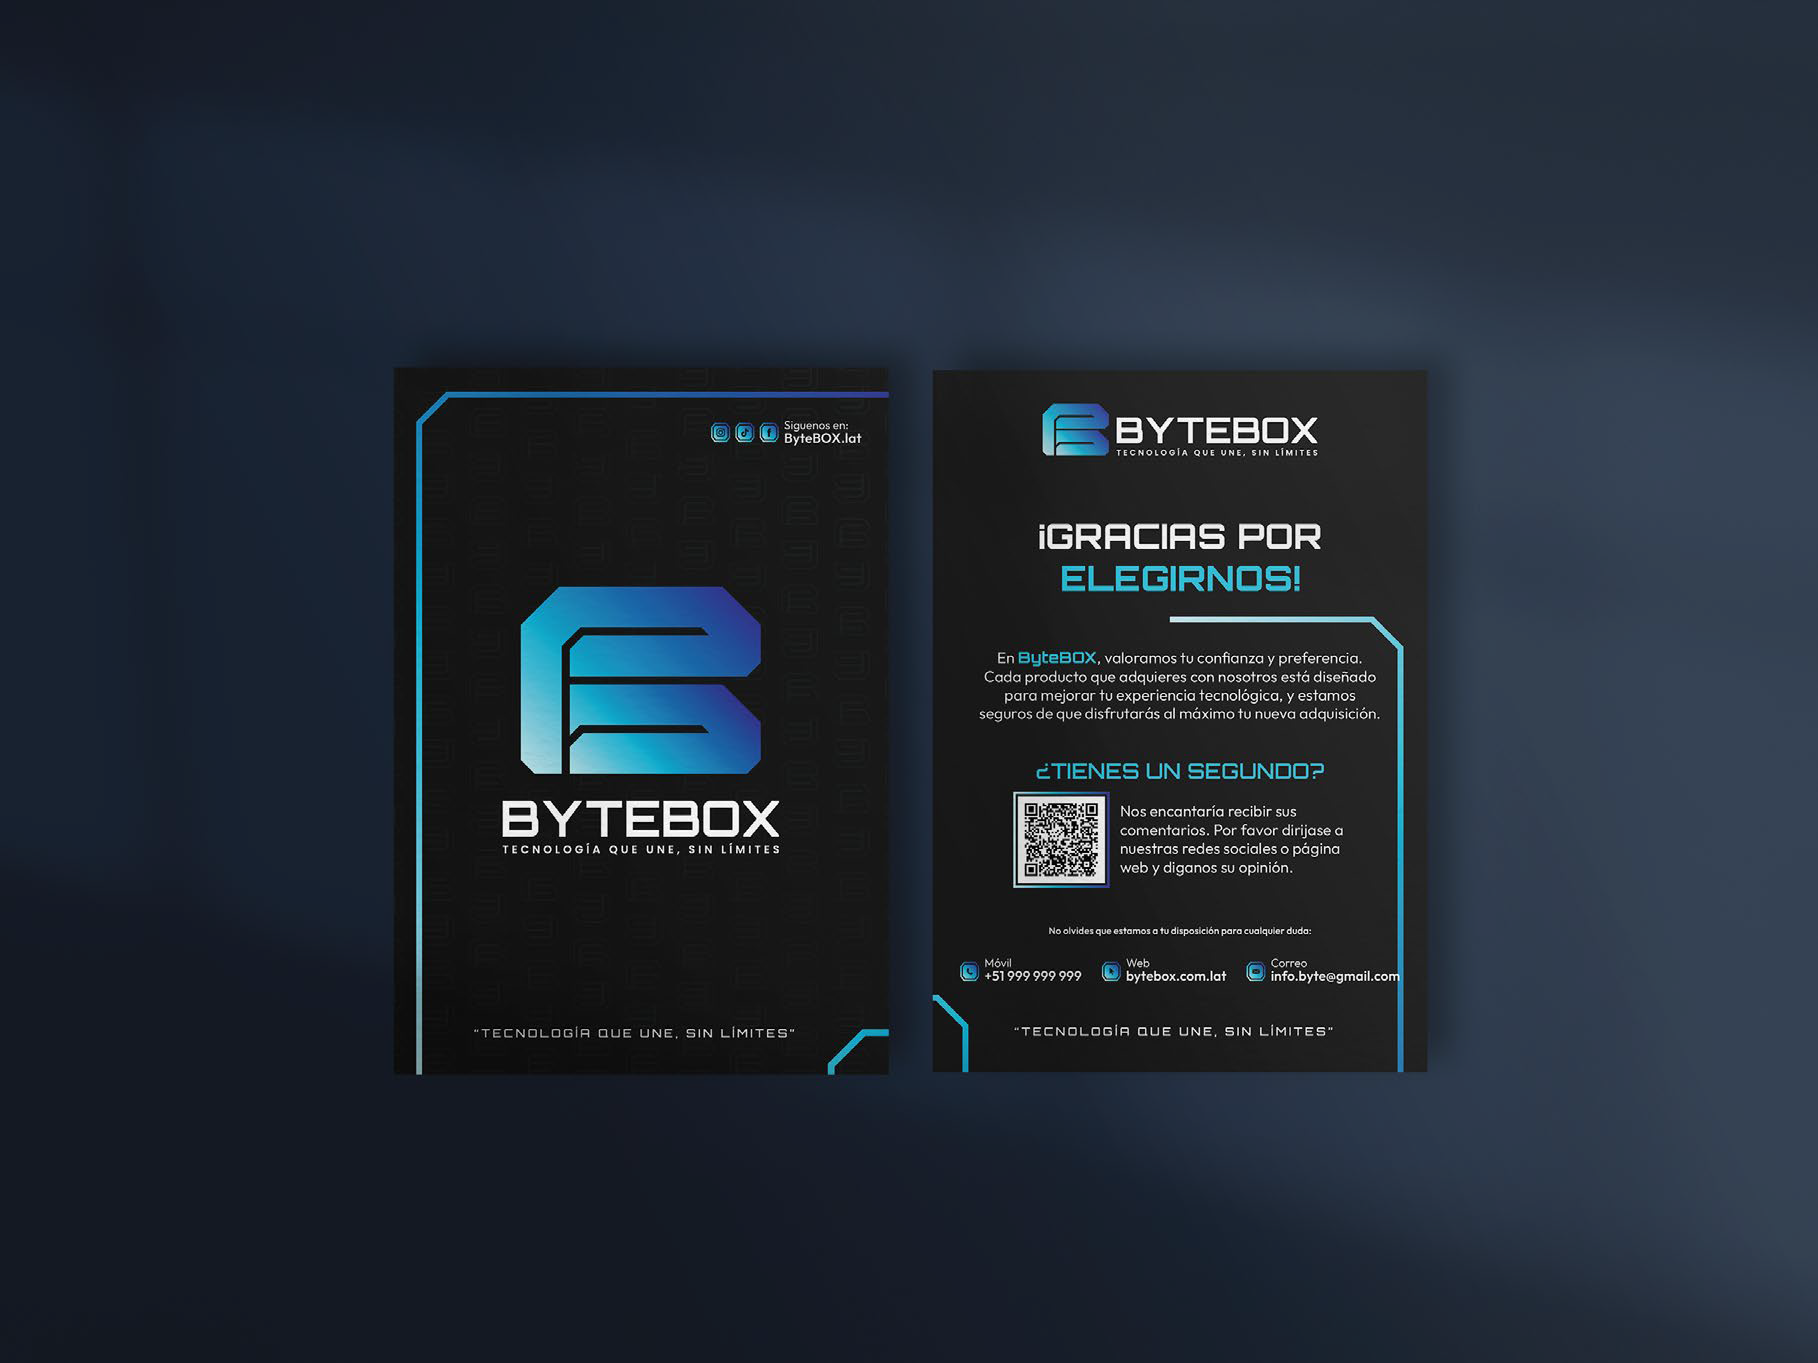 Siguenos en:
ByteBOX.lat
BYTEBOX
TECNOLOGÍA QUE UNE, SIN LÍMITES
"TECNOLOGÍA QUE UNE, SIN LÍMITES"
BYTEBOX
TECNOLOGÍA QUE UNE, SIN LÍMITES
¡GRACIAS POR
ELEGIRNOS!
En ByteBOX, valoramos tu confianza y preferencia.
Cada producto que adquieres con nosotros está diseñado
para mejorar tu experiencia tecnológica, y estamos
seguros de que disfrutarás al máximo tu nueva adquisición.
¿TIENES UN SEGUNDO?
Nos encantaría recibir sus
comentarios. Por favor dirijase a
nuestras redes sociales o página
web y diganos su opinión.
No olvides que estamos a tu disposición para cualquier duda:
Móvil
+51 999 999 999
Web
bytebox.com.lat
Correo
info.byte@gmail.com
"TECNOLOGÍA QUE UNE, SIN LÍMITES"